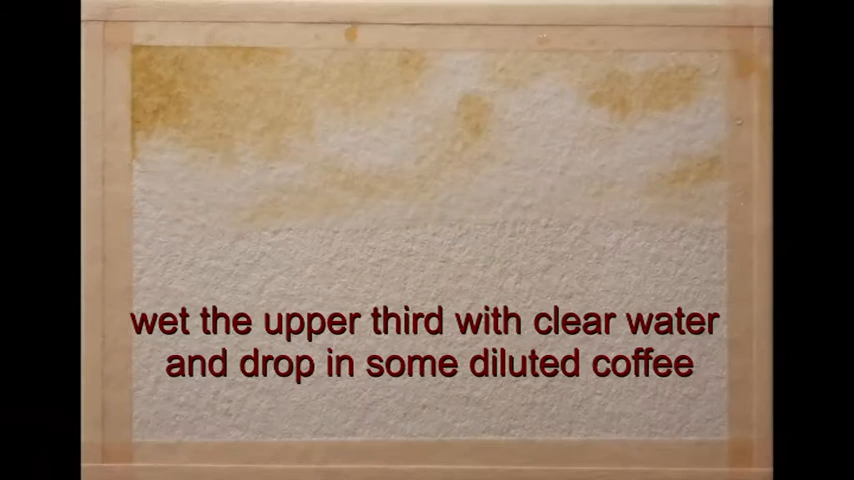 wet the upper third with clear water
and drop in some diluted coffee